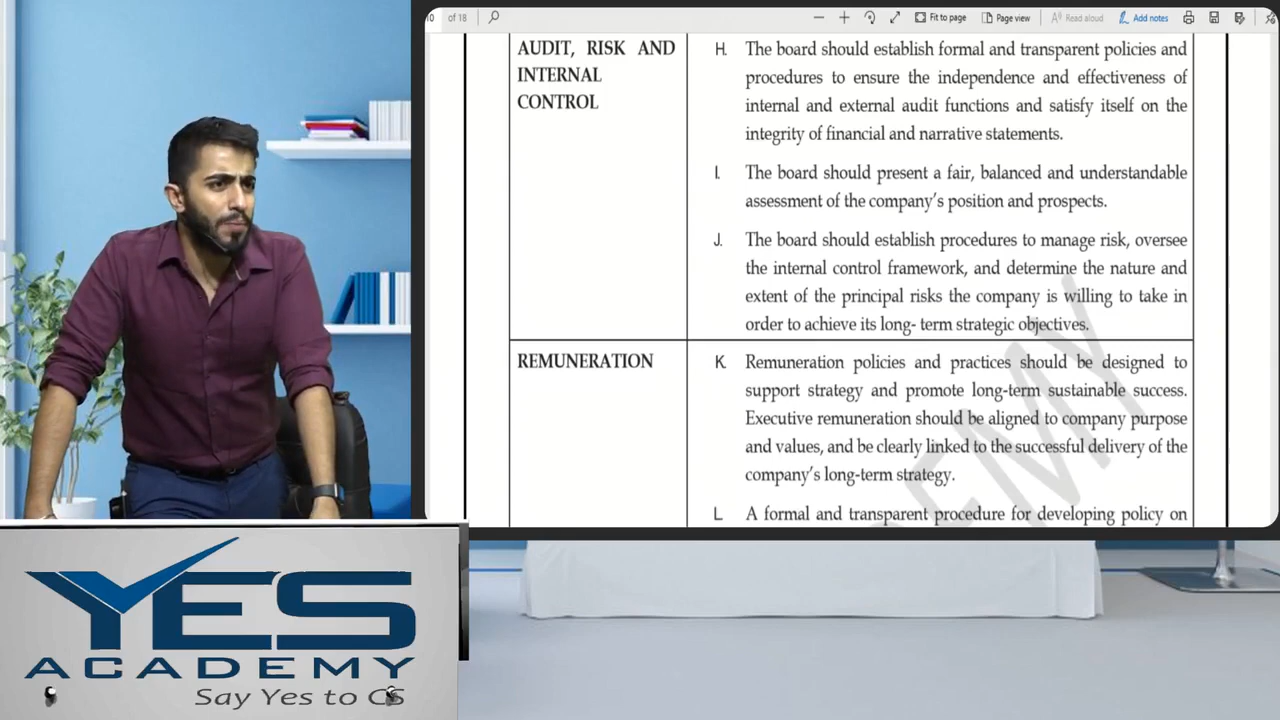 of 18
Fit to page
Page view
Read aloud
Add notes
AUDIT, RISK AND
INTERNAL
CONTROL
H. The board should establish formal and transparent policies and
procedures to ensure the independence and effectiveness of
internal and external audit functions and satisfy itself on the
integrity of financial and narrative statements.
I. The board should present a fair, balanced and understandable
assessment of the company's position and prospects.
J. The board should establish procedures to manage risk, oversee
the internal control framework, and determine the nature and
extent of the principal risks the company is willing to take in
order to achieve its long- term strategic objectives.
REMUNERATION
K. Remuneration policies and practices should be designed to
support strategy and promote long-term sustainable success.
Executive remuneration should be aligned to company purpose
and values, and be clearly linked to the successful delivery of the
company's long-term strategy.
L. A formal and transparent procedure for developing policy on
YES
ACADEMY
Say Yes to CS